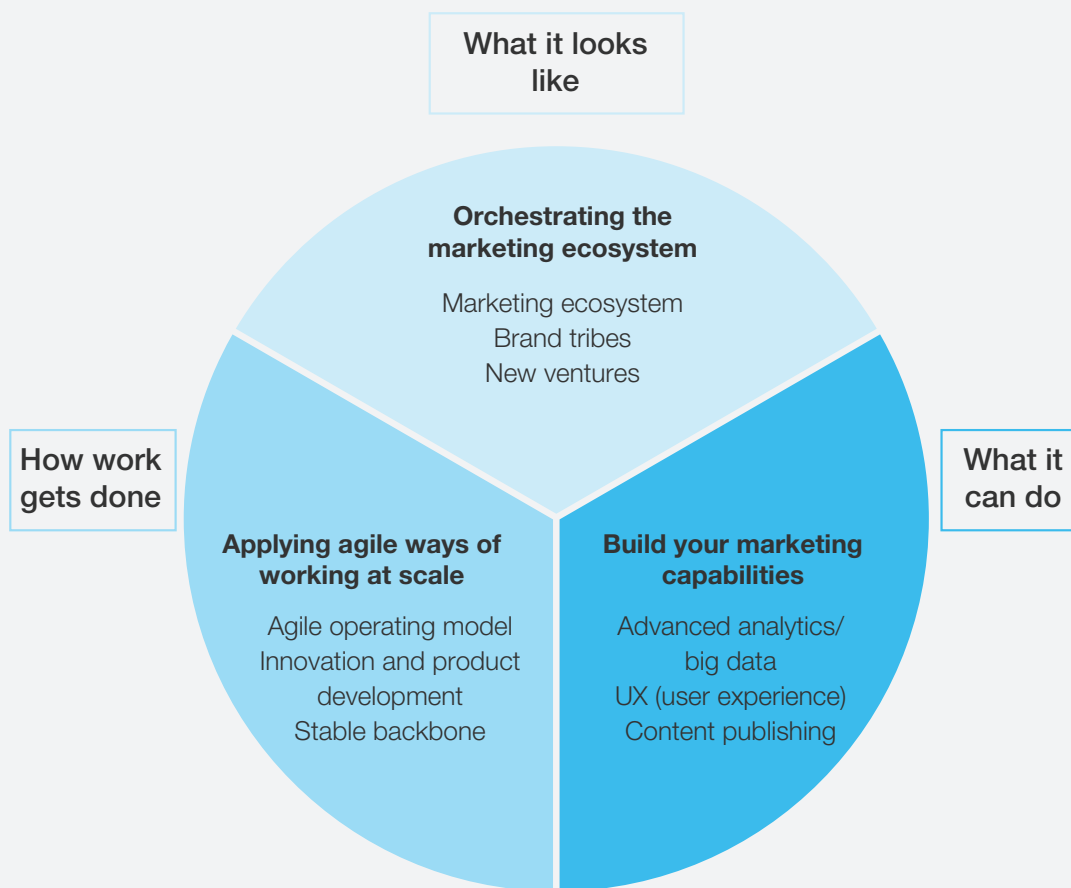 What it looks
like
Orchestrating the
marketing ecosystem
Marketing ecosystem
Brand tribes
New ventures
How work
gets done
Applying agile ways of
working at scale
Agile operating model
Innovation and product
development
Stable backbone
What it
can do
Build your marketing
capabilities
Advanced analytics/
big data
UX (user experience)
Content publishing